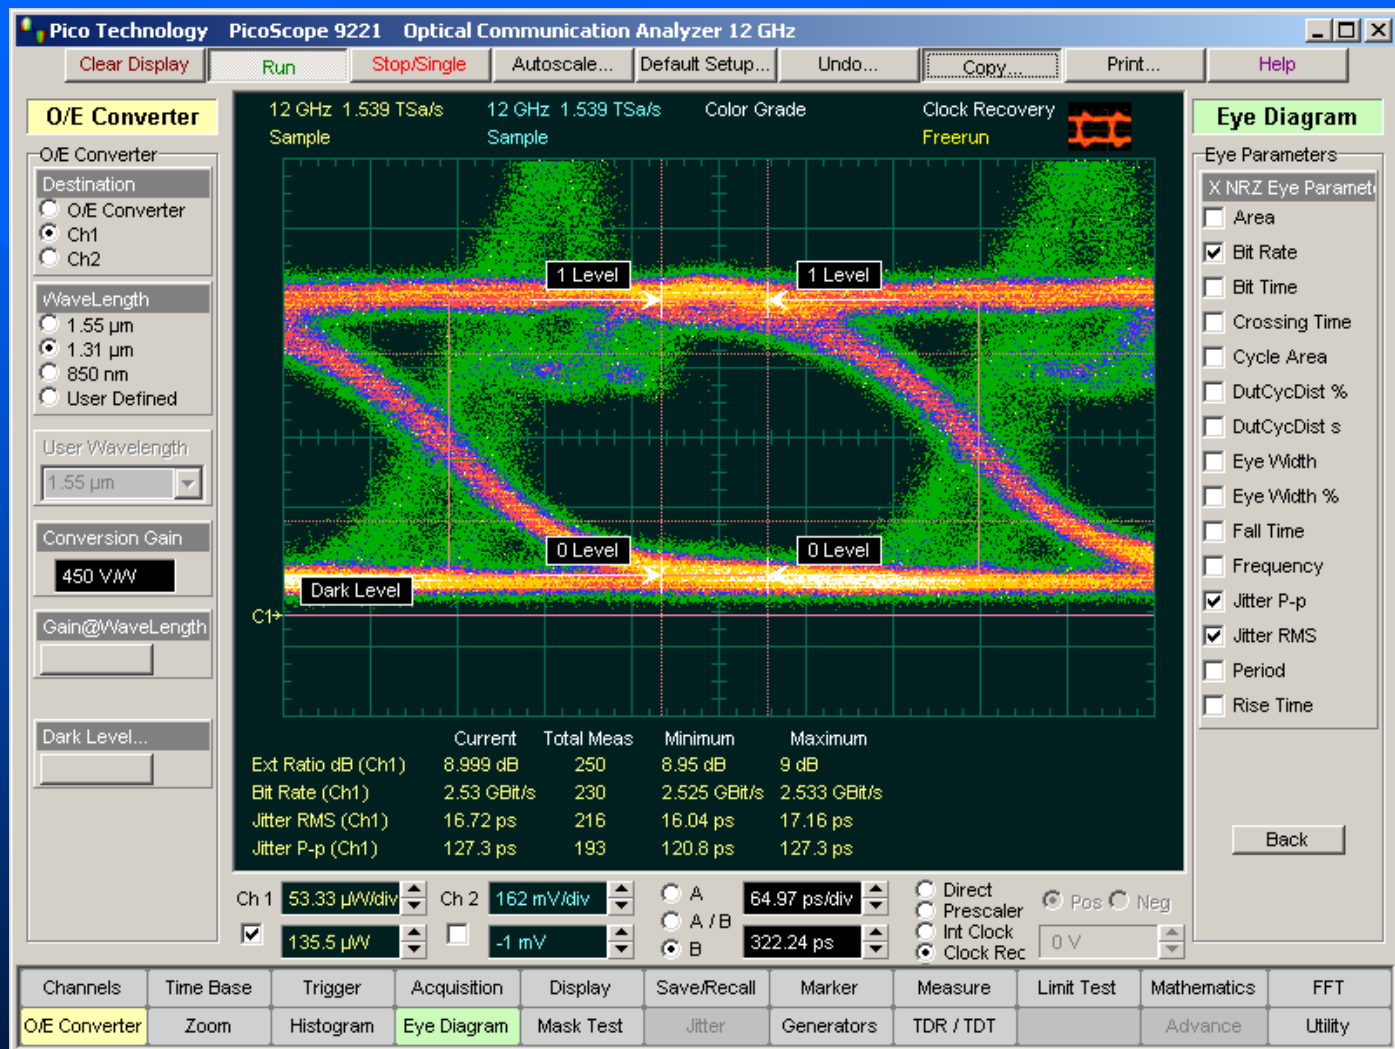 Pico Technology PicoScope 9221 Optical Communication Analyzer 12 GHz
Clear Display Run Stop/Single Autoscale... Default Setup... Undo... Copy... Print... Help
O/E Converter
O/E Converter
Destination
O/E Converter
Ch1
Ch2
WaveLength
1.55 µm
1.31 µm
850 nm
User Defined
User Wavelength
1.55 µm
Conversion Gain
450 V/W
Gain@WaveLength
Dark Level...
12 GHz 1.539 TSa/s 12 GHz 1.539 TSa/s Color Grade Clock Recovery
Sample Sample Freerun
1 Level 1 Level
0 Level 0 Level
Dark Level
C1
Current Total Meas Minimum Maximum
Ext Ratio dB (Ch1) 8.999 dB 250 8.95 dB 9 dB
Bit Rate (Ch1) 2.53 GBit/s 230 2.525 GBit/s 2.533 GBit/s
Jitter RMS (Ch1) 16.72 ps 216 16.04 ps 17.16 ps
Jitter P-p (Ch1) 127.3 ps 193 120.8 ps 127.3 ps
Eye Diagram
Eye Parameters
X NRZ Eye Paramet
Area
Bit Rate
Bit Time
Crossing Time
Cycle Area
DutCycDist %
DutCycDist s
Eye Width
Eye Width %
Fall Time
Frequency
Jitter P-p
Jitter RMS
Period
Rise Time
Back
Ch 1 53.33 µW/div Ch 2 162 mV/div A 64.97 ps/div Direct
A / B Prescaler Pos Neg
135.5 µW -1 mV B 322.24 ps Int Clock 0 V
Clock Rec
Channels Time Base Trigger Acquisition Display Save/Recall Marker Measure Limit Test Mathematics FFT
O/E Converter Zoom Histogram Eye Diagram Mask Test Jitter Generators TDR / TDT Advance Utility